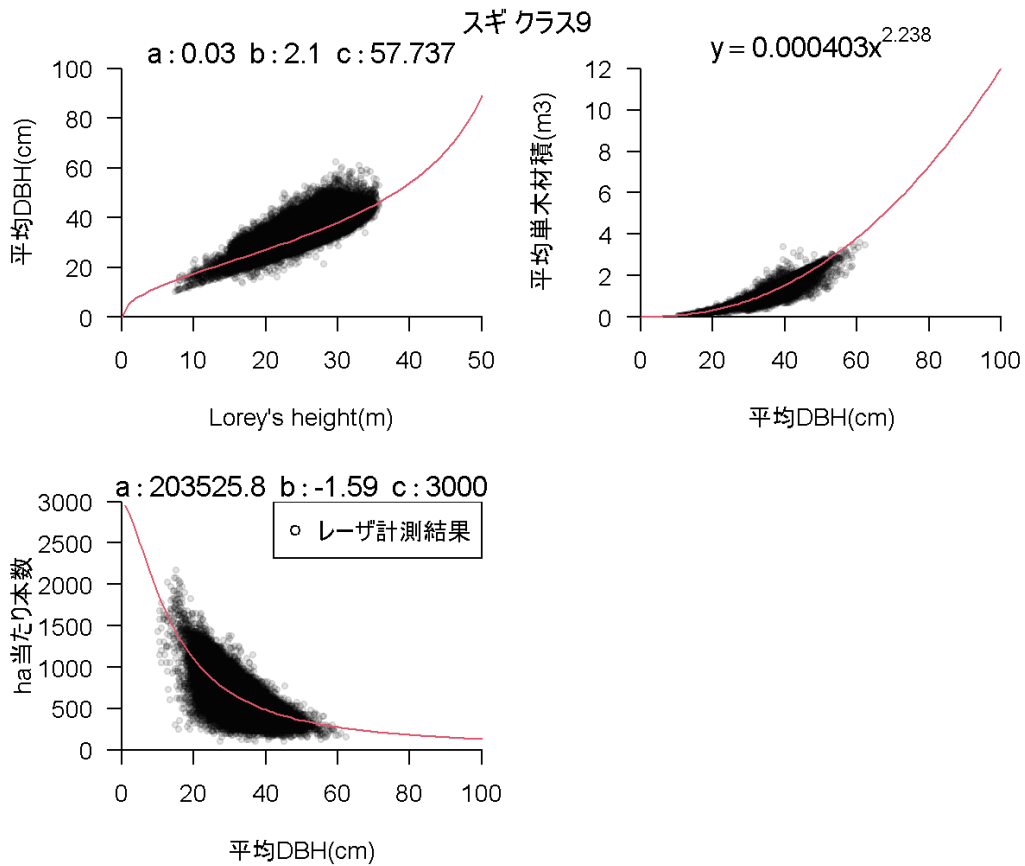 スギ クラス9
a : 0.03 b : 2.1 c : 57.737
100
80
60
40
20
0
平均DBH(cm)
0 10 20 30 40 50
Lorey's height(m)
y = 0.000403x^2.238
12
10
8
6
4
2
0
平均単木材積(m3)
0 20 40 60 80 100
平均DBH(cm)
a : 203525.8 b : -1.59 c : 3000
3000
2500
2000
1500
1000
500
0
ha当たり本数
レーザ計測結果
0 20 40 60 80 100
平均DBH(cm)